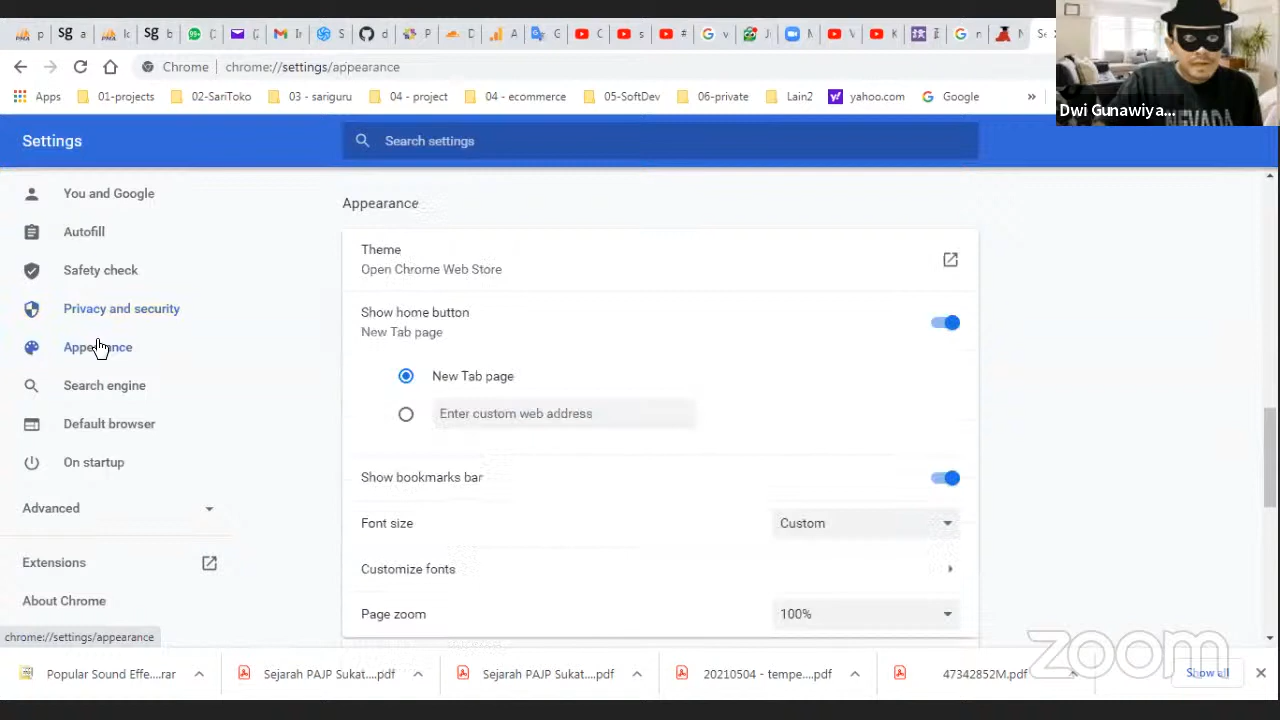 p
Sg a
k
Sg b
M Ir
S
d
P
D
A
G
C
s
#
v
J
M
V
K
n
N
Chrome | chrome://settings/appearance
Apps 01-projects 02-SariToko 03 - sariguru 04 - project 04 - ecommerce 05-SoftDev 06-private Lain2 yahoo.com Google »
Dwi Gunawiya...
NEVADA
Settings
Search settings
You and Google
Autofill
Safety check
Privacy and security
Appearance
Search engine
Default browser
On startup
Advanced
Extensions
About Chrome
chrome://settings/appearance
Appearance
Theme
Open Chrome Web Store
Show home button
New Tab page
New Tab page
Enter custom web address
Show bookmarks bar
Font size Custom
Customize fonts
Page zoom 100%
zoom
Popular Sound Effe....rar Sejarah PAJP Sukat....pdf Sejarah PAJP Sukat....pdf 20210504 - tempe....pdf 47342852M.pdf Show all